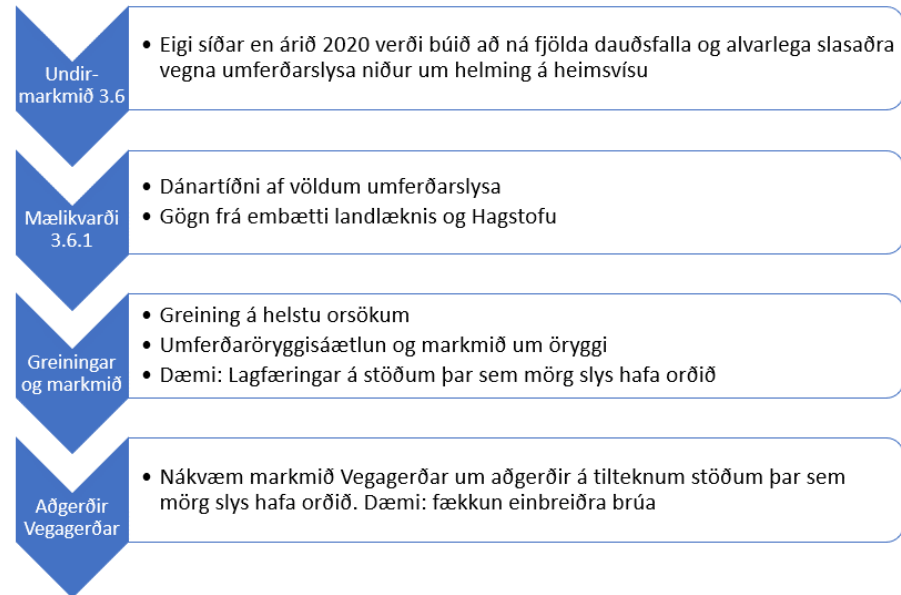 Undir-
markmið 3.6
• Eigi síðar en árið 2020 verði búið að ná fjölda dauðsfalla og alvarlega slasaðra
vegna umferðarslysa niður um helming á heimsvísu
Mælikvarði
3.6.1
• Dánartíðni af völdum umferðarslysa
• Gögn frá embætti landlæknis og Hagstofu
Greiningar
og markmið
• Greining á helstu orsökum
• Umferðaröryggisáætlun og markmið um öryggi
• Dæmi: Lagfæringar á stöðum þar sem mörg slys hafa orðið
Aðgerðir
Vegagerðar
• Nákvæm markmið Vegagerðar um aðgerðir á tilteknum stöðum þar sem
mörg slys hafa orðið. Dæmi: fækkun einbreiðra brúa